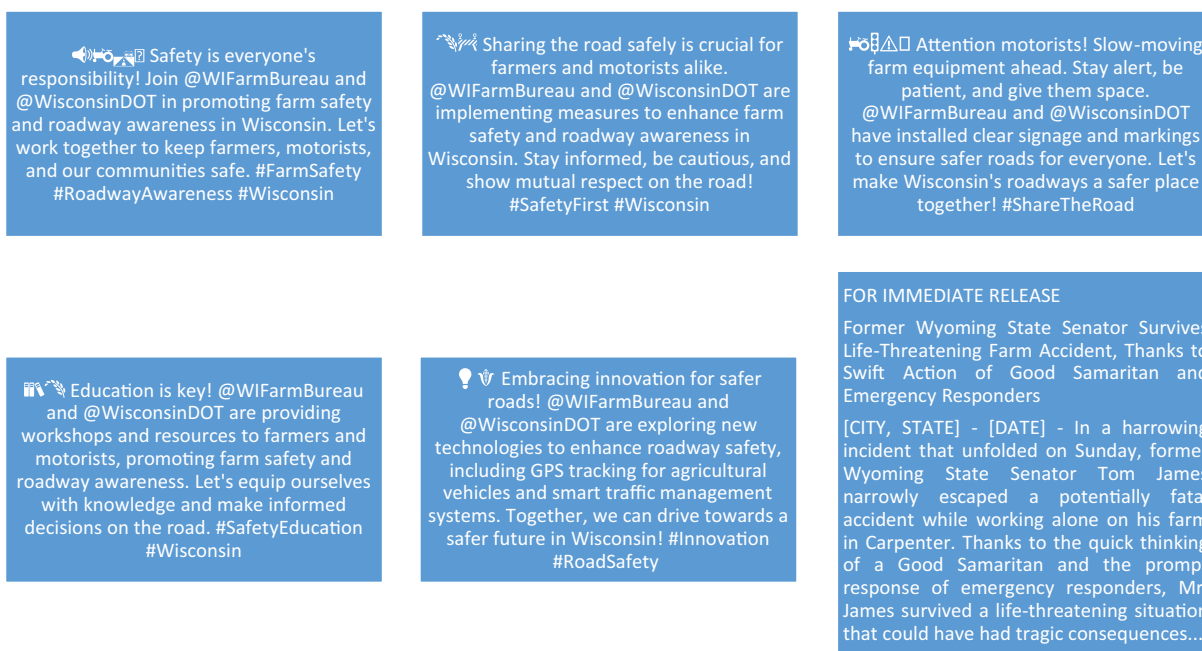 Safety is everyone's
responsibility! Join @WIFarmBureau and
@WisconsinDOT in promoting farm safety
and roadway awareness in Wisconsin. Let's
work together to keep farmers, motorists,
and our communities safe. #FarmSafety
#RoadwayAwareness #Wisconsin
Sharing the road safely is crucial for
farmers and motorists alike.
@WIFarmBureau and @WisconsinDOT are
implementing measures to enhance farm
safety and roadway awareness in
Wisconsin. Stay informed, be cautious, and
show mutual respect on the road!
#SafetyFirst #Wisconsin
Attention motorists! Slow-moving
farm equipment ahead. Stay alert, be
patient, and give them space.
@WIFarmBureau and @WisconsinDOT
have installed clear signage and markings
to ensure safer roads for everyone. Let's
make Wisconsin's roadways a safer place
together! #ShareTheRoad
Education is key! @WIFarmBureau
and @WisconsinDOT are providing
workshops and resources to farmers and
motorists, promoting farm safety and
roadway awareness. Let's equip ourselves
with knowledge and make informed
decisions on the road. #SafetyEducation
#Wisconsin
Embracing innovation for safer
roads! @WIFarmBureau and
@WisconsinDOT are exploring new
technologies to enhance roadway safety,
including GPS tracking for agricultural
vehicles and smart traffic management
systems. Together, we can drive towards a
safer future in Wisconsin! #Innovation
#RoadSafety
FOR IMMEDIATE RELEASE
Former Wyoming State Senator Survives
Life-Threatening Farm Accident, Thanks to
Swift Action of Good Samaritan and
Emergency Responders
[CITY, STATE] - [DATE] - In a harrowing
incident that unfolded on Sunday, former
Wyoming State Senator Tom James
narrowly escaped a potentially fatal
accident while working alone on his farm
in Carpenter. Thanks to the quick thinking
of a Good Samaritan and the prompt
response of emergency responders, Mr.
James survived a life-threatening situation
that could have had tragic consequences...